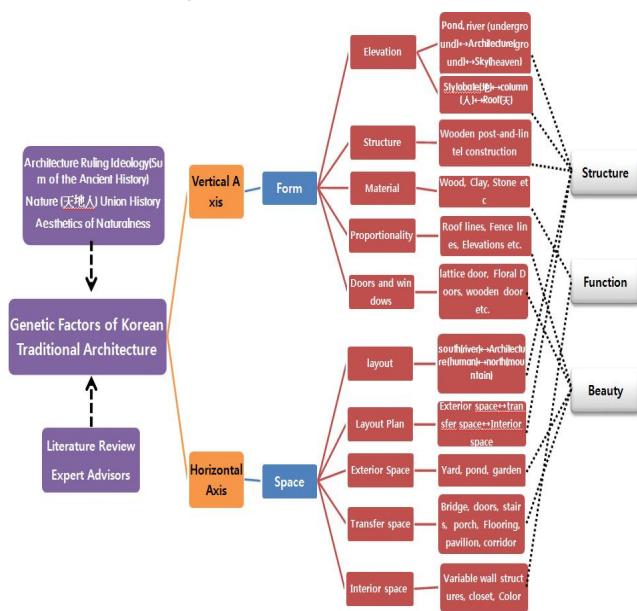 Architecture Ruling Ideology(Su
m of the Ancient History)
Nature (天地人) Union History
Aesthetics of Naturalness
Genetic Factors of Korean
Traditional Architecture
Literature Review
Expert Advisors
Vertical A
xis
Horizontal
Axis
Form
Space
Elevation
Structure
Material
Proportionality
Doors and win
dows
layout
Layout Plan
Exterior Space
Transfer space
Interior space
Pond, river (undergr
ound)↔Architecture(gr
ound)↔Sky(heaven)
Stylobate(地)↔column
(人)↔Roof(天)
Wooden post-and-lin
tel construction
Wood, Clay, Stone et
c
Roof lines, Fence lin
es, Elevations etc.
lattice door, Floral D
oors, wooden door
etc.
south(river)↔Architectu
re(human)↔north(mou
ntain)
Exterior space↔tran
sfer space↔Interior
space
Yard, pond, garden
Bridge, doors, stair
s, porch, Flooring,
pavilion, corridor
Variable wall struct
ures, closet, Color
Structure
Function
Beauty